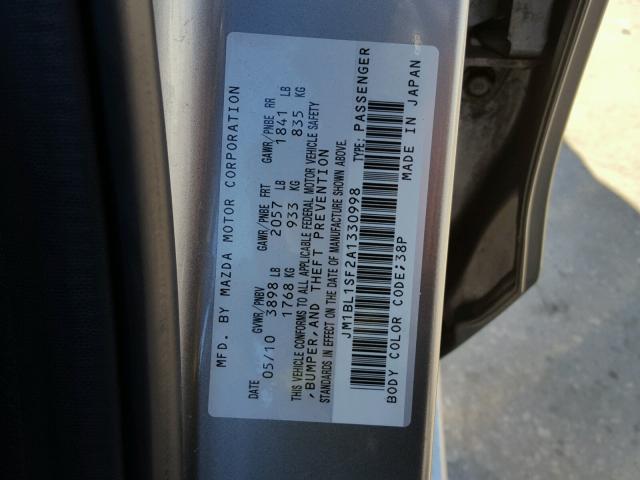 MFD. BY MAZDA MOTOR CORPORATION
DATE GVWR/PNBV GAWR/PNBE FRT GAWR/PNBE RR
05/10 3898 LB 2057 LB 1841 LB
1768 KG 933 KG 835 KG
THIS VEHICLE CONFORMS TO ALL APPLICABLE FEDERAL MOTOR VEHICLE SAFETY
, BUMPER, AND THEFT PREVENTION
STANDARDS IN EFFECT ON THE DATE OF MANUFACTURE SHOWN ABOVE.
JM1BL1SF2A1330998 TYPE: PASSENGER
BODY COLOR CODE;38P MADE IN JAPAN